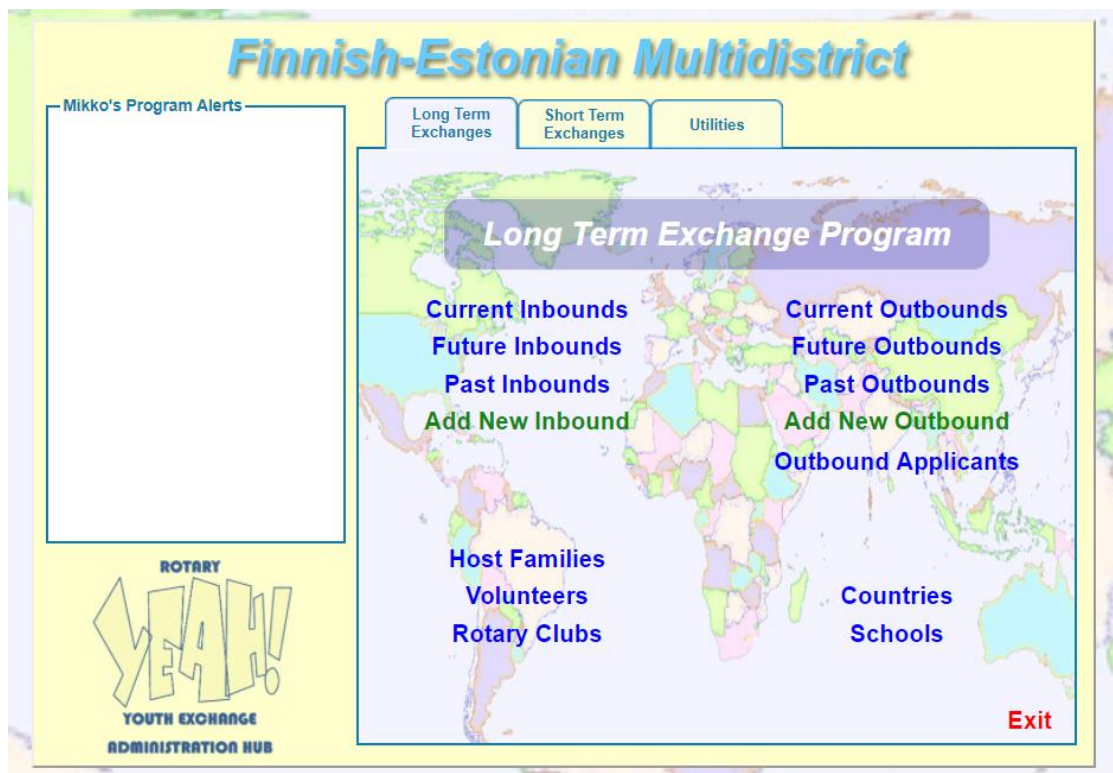 Finnish-Estonian Multidistrict
Mikko's Program Alerts
Long Term
Exchanges
Short Term
Exchanges
Utilities
Long Term Exchange Program
Current Inbounds
Future Inbounds
Past Inbounds
Add New Inbound
Current Outbounds
Future Outbounds
Past Outbounds
Add New Outbound
Outbound Applicants
Host Families
Volunteers
Rotary Clubs
Countries
Schools
Exit
ROTARY
YEAH!
YOUTH EXCHANGE
ADMINISTRATION HUB